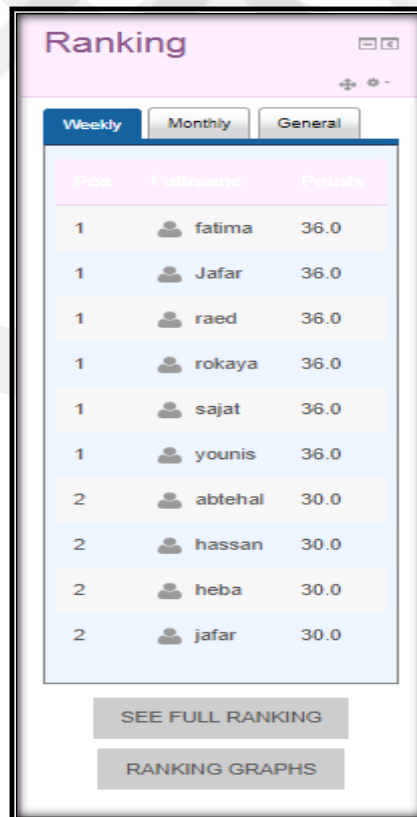 Ranking
Weekly Monthly General
Pos Fullname Points
1 fatima 36.0
1 Jafar 36.0
1 raed 36.0
1 rokaya 36.0
1 sajat 36.0
1 younis 36.0
2 abtehal 30.0
2 hassan 30.0
2 heba 30.0
2 jafar 30.0
SEE FULL RANKING
RANKING GRAPHS